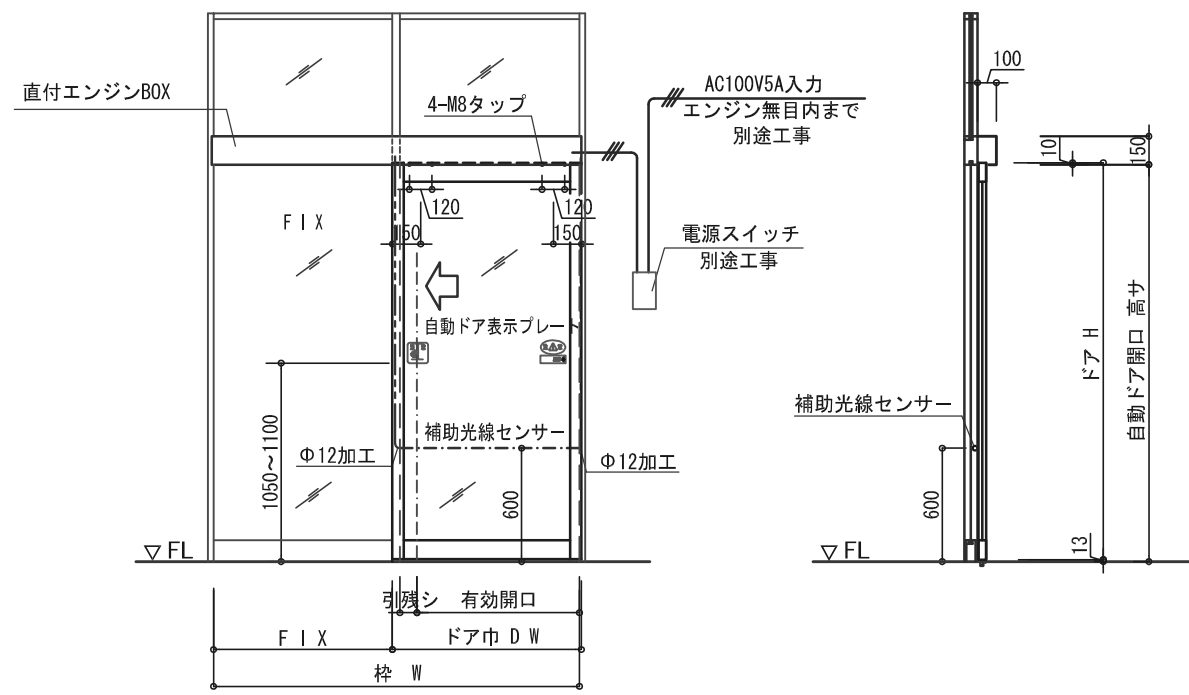 直付エンジンBOX
4-M8タップ
AC100V5A入力
エンジン無目内まで
別途工事
100
10
150
120
120
150
150
FIX
電源スイッチ
別途工事
自動ドア表示プレート
補助光線センサー
Φ12加工
Φ12加工
1050~1100
600
▽FL
引残シ 有効開口
FIX
ドア巾 DW
枠 W
補助光線センサー
600
▽FL
13
ドア H
自動ドア開口 高サ